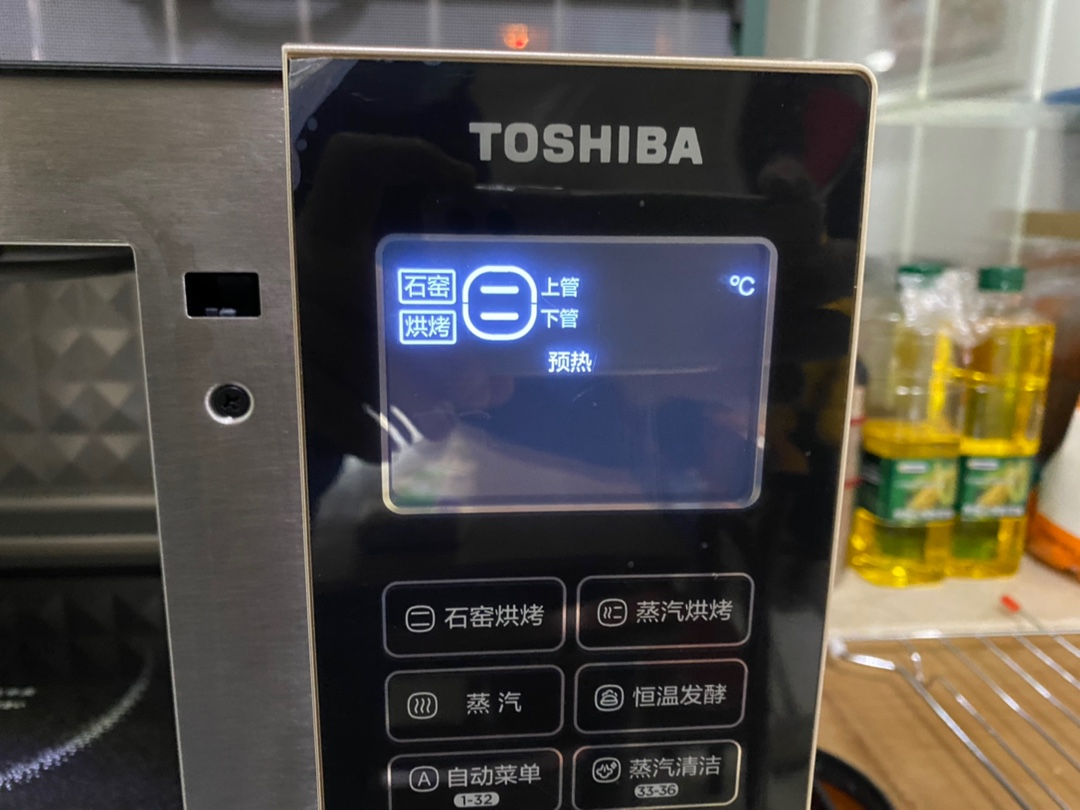 TOSHIBA
石窑 上管 ℃
烘烤 下管
预热
石窑烘烤 蒸汽烘烤
蒸汽 恒温发酵
A 自动菜单 蒸汽清洁
1-32 33-36